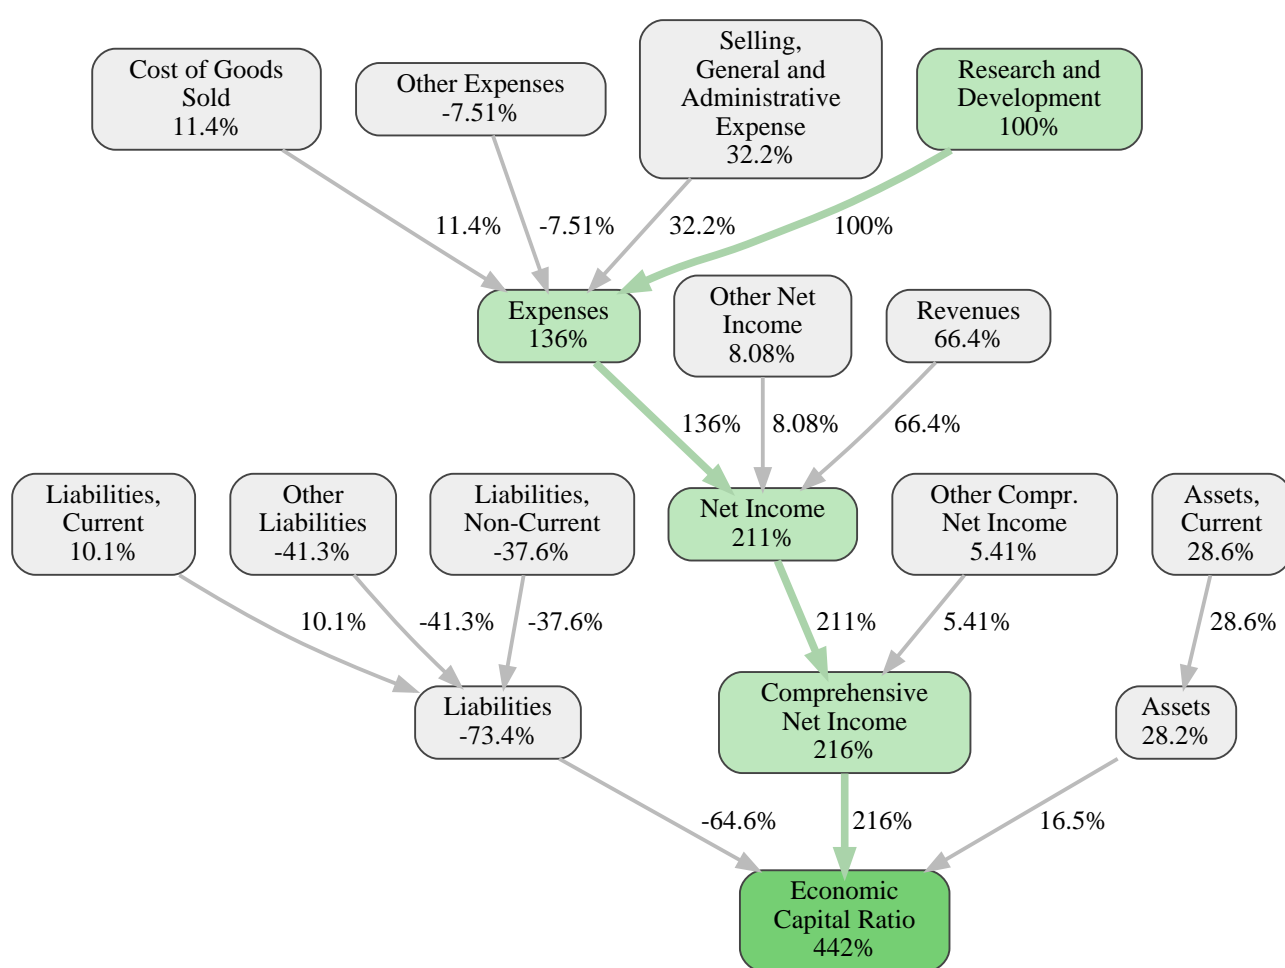 Cost of Goods
Sold
11.4%
Other Expenses
-7.51%
Selling,
General and
Administrative
Expense
32.2%
Research and
Development
100%
11.4%
-7.51%
32.2%
100%
Expenses
136%
Other Net
Income
8.08%
Revenues
66.4%
136%
8.08%
66.4%
Liabilities,
Current
10.1%
Other
Liabilities
-41.3%
Liabilities,
Non-Current
-37.6%
Net Income
211%
Other Compr.
Net Income
5.41%
Assets,
Current
28.6%
10.1%
-41.3%
-37.6%
211%
5.41%
28.6%
Liabilities
-73.4%
Comprehensive
Net Income
216%
Assets
28.2%
-64.6%
216%
16.5%
Economic
Capital Ratio
442%